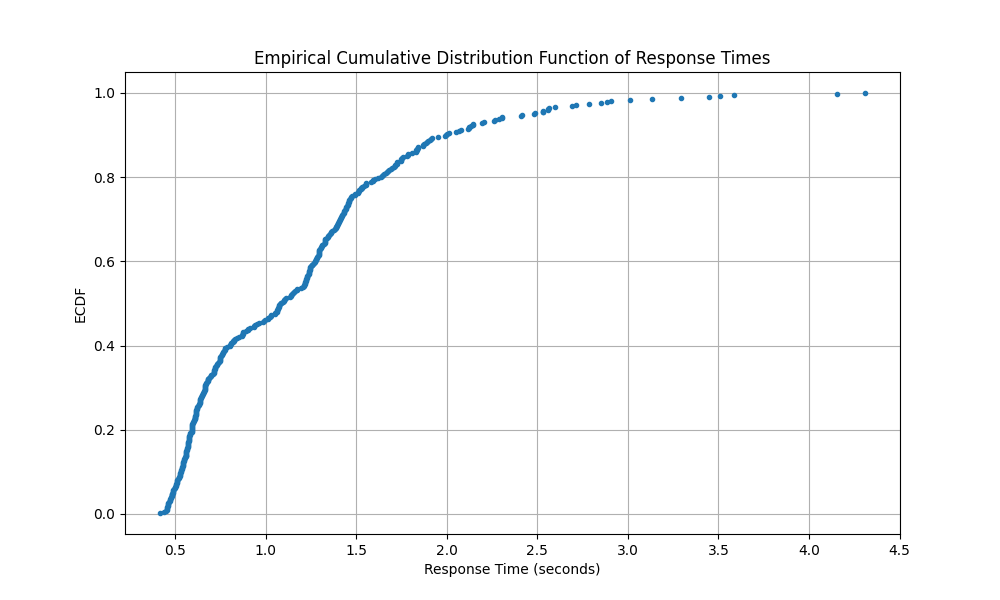 Empirical Cumulative Distribution Function of Response Times
1.0
0.8
0.6
0.4
0.2
0.0
ECDF
0.5 1.0 1.5 2.0 2.5 3.0 3.5 4.0 4.5
Response Time (seconds)